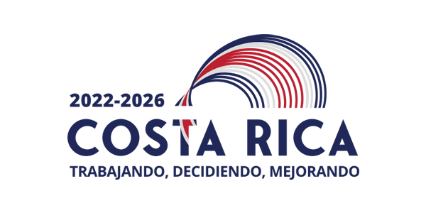 2022-2026
COSTA RICA
TRABAJANDO, DECIDIENDO, MEJORANDO